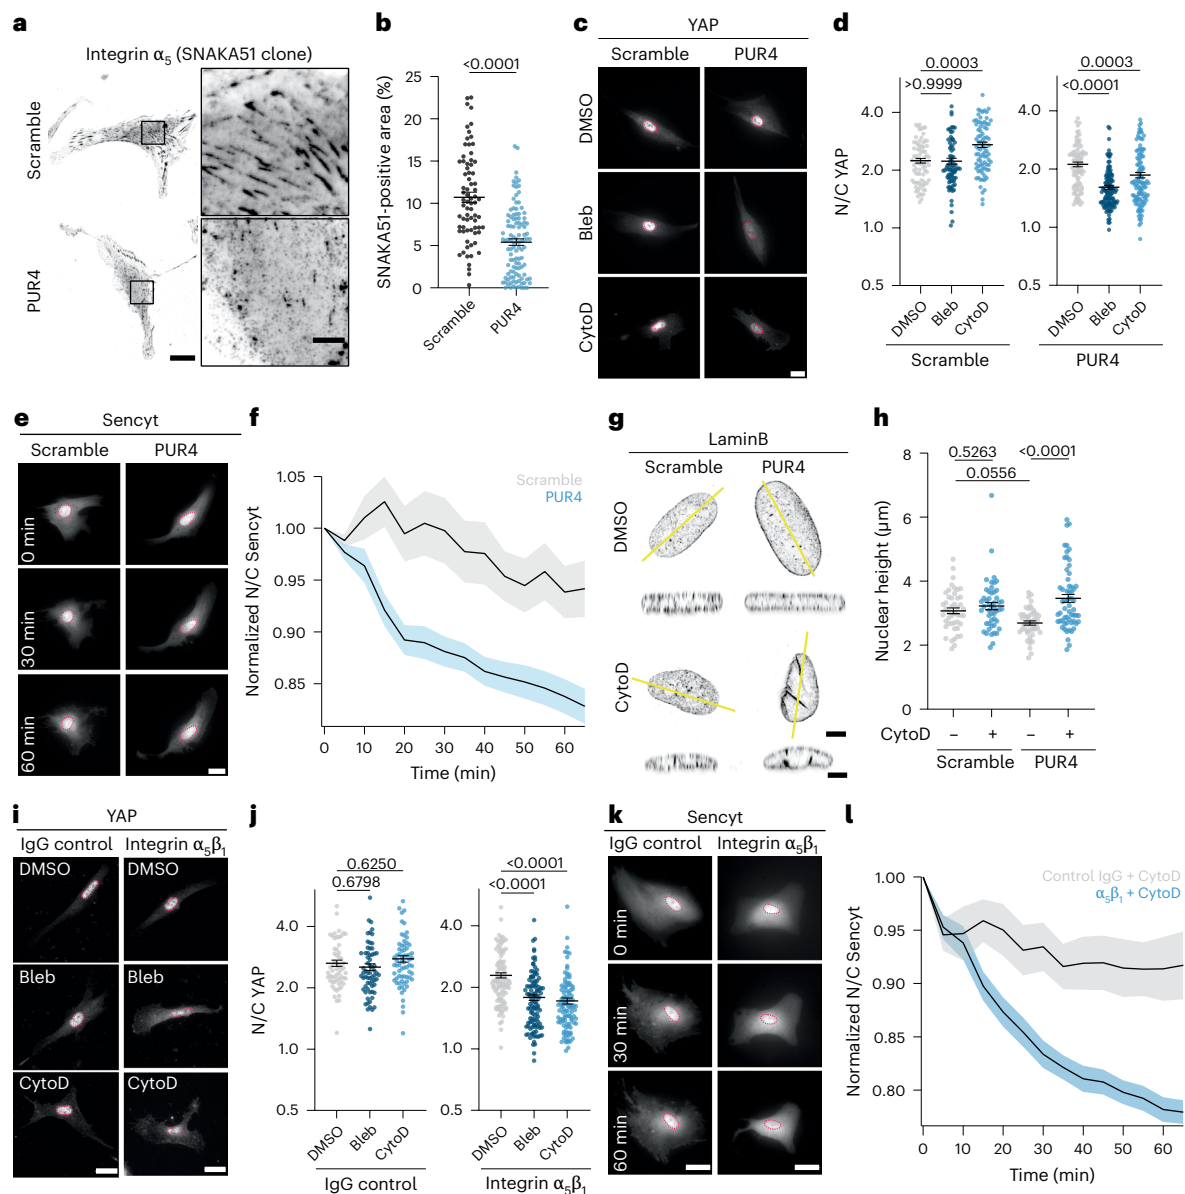 a
Integrin α5 (SNAKA51 clone)
Scramble
PUR4
b
<0.0001
SNAKA51-positive area (%)
25
20
15
10
5
0
Scramble
PUR4
c
YAP
Scramble
PUR4
DMSO
Bleb
CytoD
d
0.0003
>0.9999
N/C YAP
4.0
2.0
1.0
0.5
DMSO
Bleb
CytoD
Scramble
0.0003
<0.0001
4.0
2.0
1.0
0.5
DMSO
Bleb
CytoD
PUR4
e
Sencyt
Scramble
PUR4
0 min
30 min
60 min
f
Scramble
PUR4
Normalized N/C Sencyt
1.05
1.00
0.95
0.90
0.85
0 10 20 30 40 50 60
Time (min)
g
LaminB
Scramble
PUR4
DMSO
CytoD
h
0.5263
<0.0001
0.0556
Nuclear height (μm)
8
6
4
2
0
CytoD – + – +
Scramble
PUR4
i
YAP
IgG control
Integrin α5β1
DMSO
DMSO
Bleb
Bleb
CytoD
CytoD
j
0.6250
0.6798
N/C YAP
4.0
2.0
1.0
0.5
DMSO
Bleb
CytoD
IgG control
<0.0001
<0.0001
4.0
2.0
1.0
0.5
DMSO
Bleb
CytoD
Integrin α5β1
k
Sencyt
IgG control
Integrin α5β1
0 min
30 min
60 min
l
Control IgG + CytoD
α5β1 + CytoD
Normalized N/C Sencyt
1.00
0.95
0.90
0.85
0.80
0 10 20 30 40 50 60
Time (min)